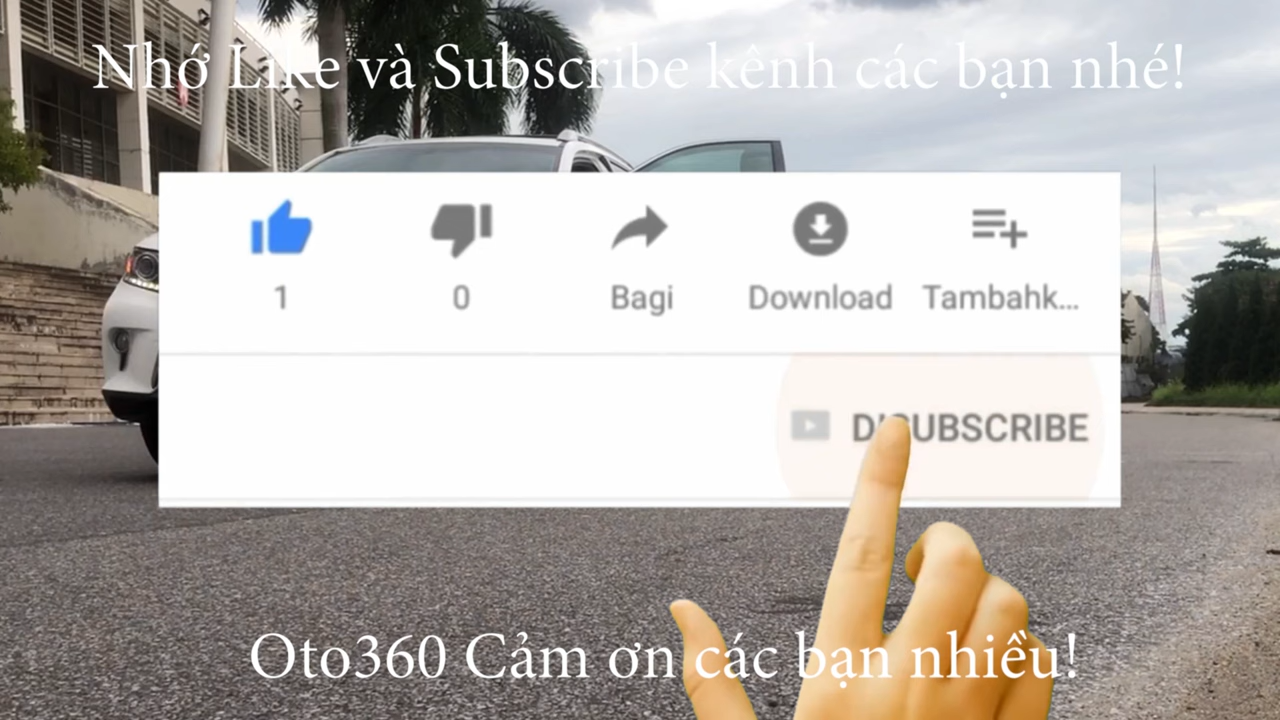 Nhớ Like và Subscribe kênh các bạn nhé!
1 0 Bagi Download Tambahk...
DISUBSCRIBE
Oto360 Cảm ơn các bạn nhiều!